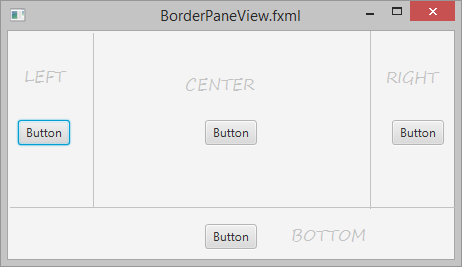 BorderPaneView.fxml
LEFT
CENTER
RIGHT
Button
Button
Button
Button
BOTTOM